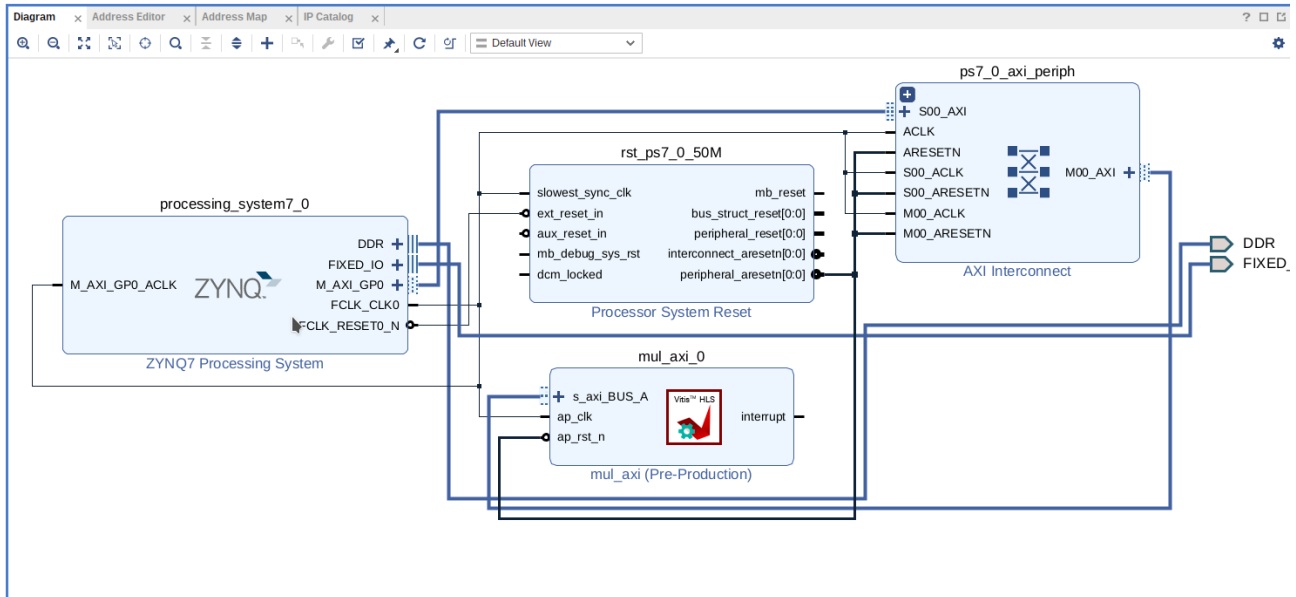 Diagram
Address Editor
Address Map
IP Catalog
Default View
ps7_0_axi_periph
S00_AXI
ACLK
ARESETN
S00_ACLK
M00_AXI
S00_ARESETN
M00_ACLK
M00_ARESETN
AXI Interconnect
rst_ps7_0_50M
slowest_sync_clk
mb_reset
ext_reset_in
bus_struct_reset[0:0]
aux_reset_in
peripheral_reset[0:0]
mb_debug_sys_rst
interconnect_aresetn[0:0]
dcm_locked
peripheral_aresetn[0:0]
Processor System Reset
processing_system7_0
DDR
FIXED_IO
M_AXI_GP0_ACLK
ZYNQ
M_AXI_GP0
FCLK_CLK0
FCLK_RESET0_N
ZYNQ7 Processing System
DDR
FIXED_
mul_axi_0
s_axi_BUS_A
Vitis™ HLS
ap_clk
interrupt
ap_rst_n
mul_axi (Pre-Production)